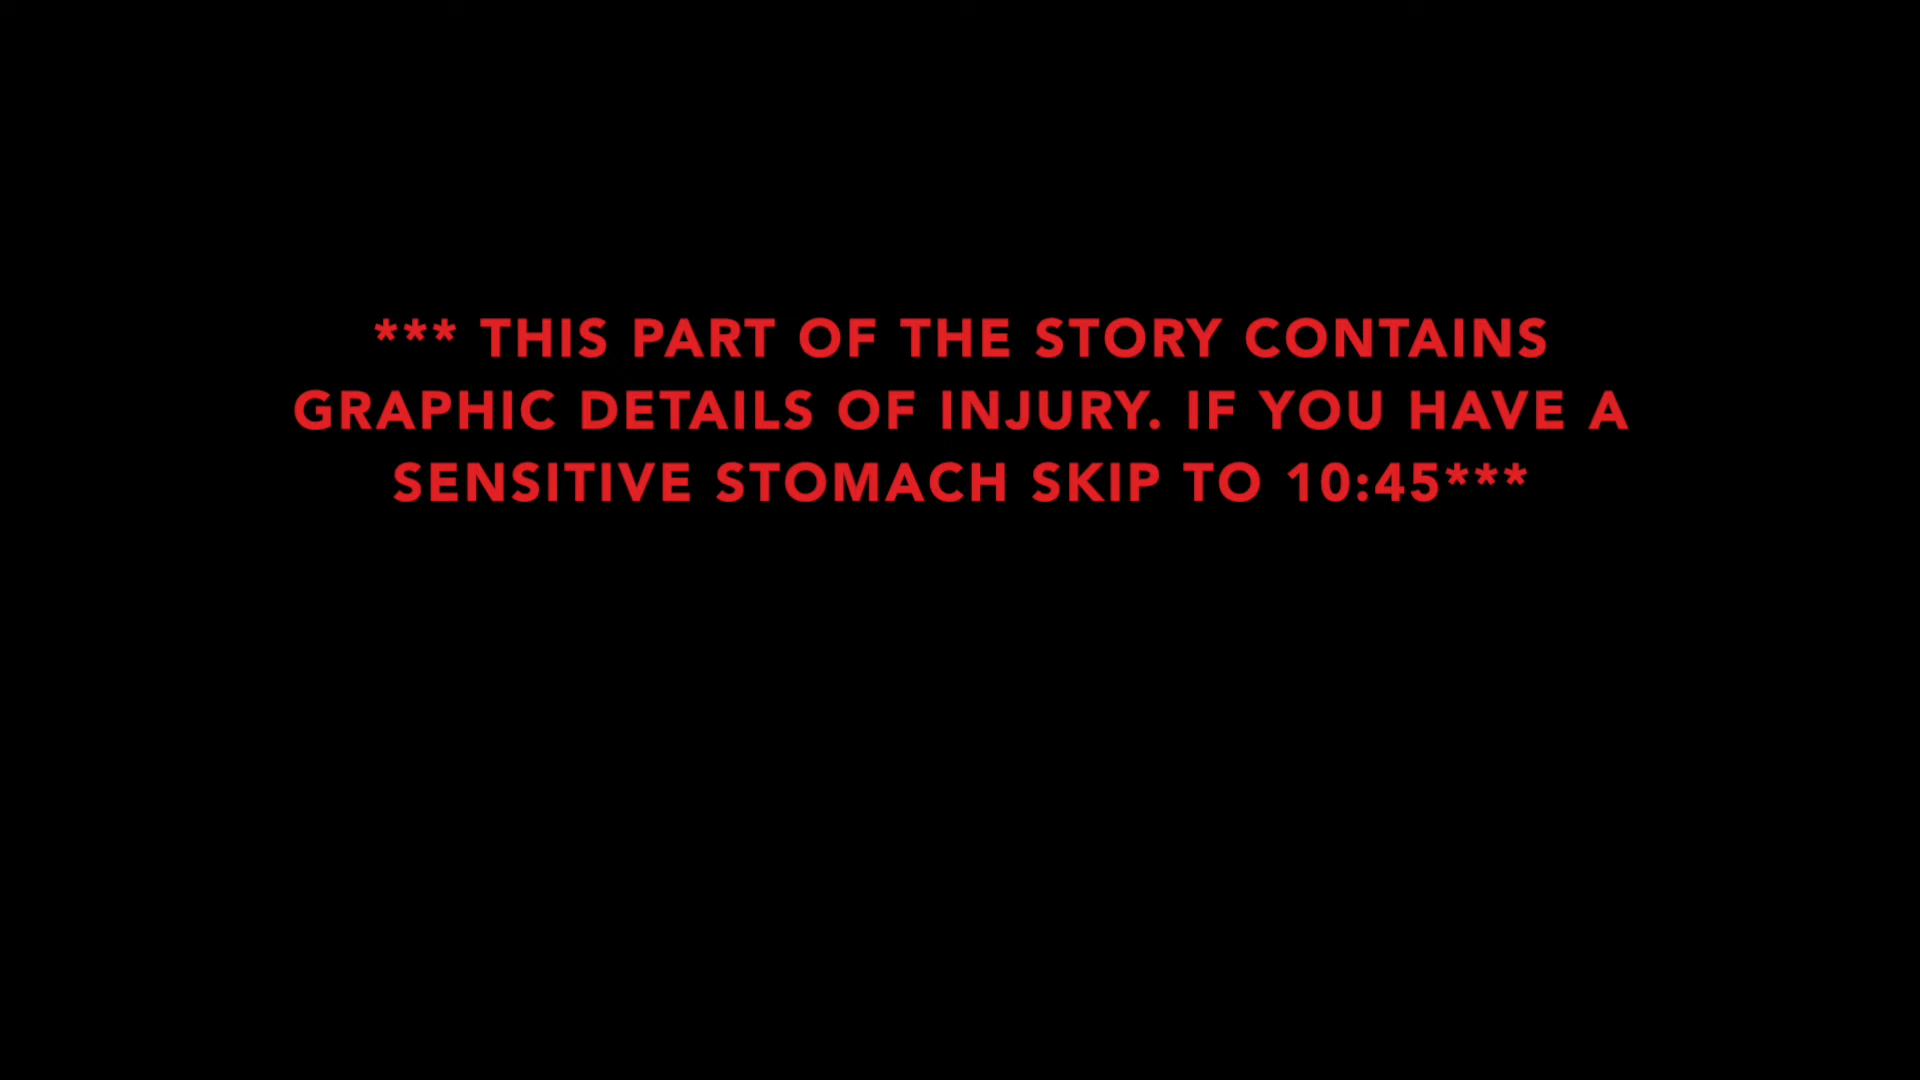 *** THIS PART OF THE STORY CONTAINS
GRAPHIC DETAILS OF INJURY. IF YOU HAVE A
SENSITIVE STOMACH SKIP TO 10:45***